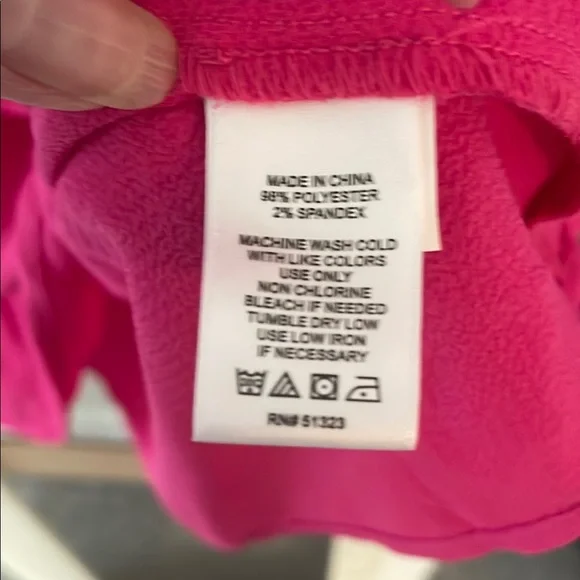 MADE IN CHINA
98% POLYESTER
2% SPANDEX
MACHINE WASH COLD
WITH LIKE COLORS
USE ONLY
NON CHLORINE
BLEACH IF NEEDED
TUMBLE DRY LOW
USE LOW IRON
IF NECESSARY
RN# 51323